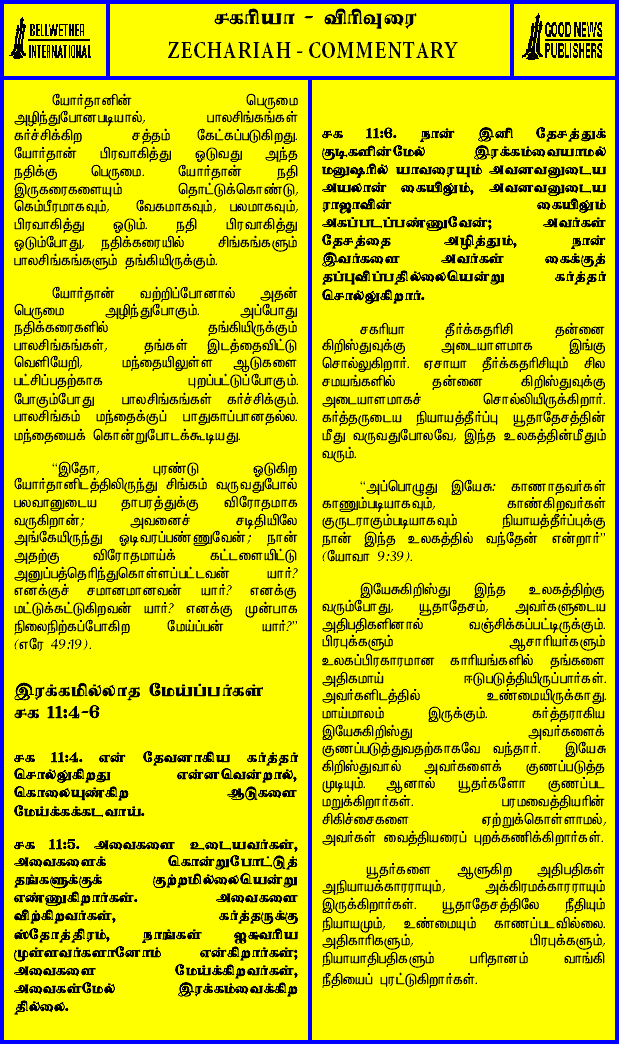 BELLWETHER
INTERNATIONAL
சகரியா - விரிவுரை
ZECHARIAH - COMMENTARY
GOOD NEWS
PUBLISHERS
யோர்தானின் பெருமை
அழிந்துபோனபடியால், பாலசிங்கங்கள்
கர்ச்சிக்கிற சத்தம் கேட்கப்படுகிறது.
யோர்தான் பிரவாகித்து ஓடுவது அந்த
நதிக்கு பெருமை. யோர்தான் நதி
இருகரைகளையும் தொட்டுக்கொண்டு,
கெம்பீரமாகவும், வேகமாகவும், பலமாகவும்,
பிரவாகித்து ஓடும். நதி பிரவாகித்து
ஓடும்போது, நதிக்கரையில் சிங்கங்களும்
பாலசிங்கங்களும் தங்கியிருக்கும்.
யோர்தான் வற்றிப்போனால் அதன்
பெருமை அழிந்துபோகும். அப்போது
நதிக்கரைகளில் தங்கியிருக்கும்
பாலசிங்கங்கள், தங்கள் இடத்தைவிட்டு
வெளியேறி, மந்தையிலுள்ள ஆடுகளை
பட்சிப்பதற்காக புறப்பட்டுப்போகும்.
போகும்போது பாலசிங்கங்கள் கர்ச்சிக்கும்.
பாலசிங்கம் மந்தைக்குப் பாதுகாப்பானதல்ல.
மந்தையைக் கொன்றுபோடக்கூடியது.
“இதோ, புரண்டு ஓடுகிற
யோர்தானிடத்திலிருந்து சிங்கம் வருவதுபோல்
பலவானுடைய தாபரத்துக்கு விரோதமாக
வருகிறான்; அவனைச் சடிதியிலே
அங்கேயிருந்து ஓடிவரப்பண்ணுவேன்; நான்
அதற்கு விரோதமாய்க் கட்டளையிட்டு
அனுப்பத்தெரிந்துகொள்ளப்பட்டவன் யார்?
எனக்குச் சமானமானவன் யார்? எனக்கு
மட்டுக்கட்டுகிறவன் யார்? எனக்கு முன்பாக
நிலைநிற்கப்போகிற மேய்ப்பன் யார்?”
(எரே 49:19).
இரக்கமில்லாத மேய்ப்பர்கள்
சக 11:4-6
சக 11:4. என் தேவனாகிய கர்த்தர்
சொல்லுகிறது என்னவென்றால்,
கொலையுண்கிற ஆடுகளை
மேய்க்கக்கடவாய்.
சக 11:5. அவைகளை உடையவர்கள்,
அவைகளைக் கொன்றுபோட்டுத்
தங்களுக்குக் குற்றமில்லையென்று
எண்ணுகிறார்கள். அவைகளை
விற்கிறவர்கள், கர்த்தருக்கு
ஸ்தோத்திரம், நாங்கள் ஐசுவரிய
முள்ளவர்களானோம் என்கிறார்கள்;
அவைகளை மேய்க்கிறவர்கள்,
அவைகள்மேல் இரக்கம்வைக்கிற
தில்லை.
சக 11:6. நான் இனி தேசத்துக்
குடிகளின்மேல் இரக்கம்வையாமல்
மனுஷரில் யாவரையும் அவனவனுடைய
அயலான் கையிலும், அவனவனுடைய
ராஜாவின் கையிலும்
அகப்படப்பண்ணுவேன்; அவர்கள்
தேசத்தை அழித்தும், நான்
இவர்களை அவர்கள் கைக்குத்
தப்புவிப்பதில்லையென்று கர்த்தர்
சொல்லுகிறார்.
சகரியா தீர்க்கதரிசி தன்னை
கிறிஸ்துவுக்கு அடையாளமாக இங்கு
சொல்லுகிறார். ஏசாயா தீர்க்கதரிசியும் சில
சமயங்களில் தன்னை கிறிஸ்துவுக்கு
அடையாளமாகச் சொல்லியிருக்கிறார்.
கர்த்தருடைய நியாயத்தீர்ப்பு யூதாதேசத்தின்
மீது வருவதுபோலவே, இந்த உலகத்தின்மீதும்
வரும்.
“அப்பொழுது இயேசு: காணாதவர்கள்
காணும்படியாகவும், காண்கிறவர்கள்
குருடராகும்படியாகவும் நியாயத்தீர்ப்புக்கு
நான் இந்த உலகத்தில் வந்தேன் என்றார்”
(யோவா 9:39).
இயேசுகிறிஸ்து இந்த உலகத்திற்கு
வரும்போது, யூதாதேசம், அவர்களுடைய
அதிபதிகளினால் வஞ்சிக்கப்பட்டிருக்கும்.
பிரபுக்களும் ஆசாரியர்களும்
உலகப்பிரகாரமான காரியங்களில் தங்களை
அதிகமாய் ஈடுபடுத்தியிருப்பார்கள்.
அவர்களிடத்தில் உண்மையிருக்காது.
மாய்மாலம் இருக்கும். கர்த்தராகிய
இயேசுகிறிஸ்து அவர்களைக்
குணப்படுத்துவதற்காகவே வந்தார். இயேசு
கிறிஸ்துவால் அவர்களைக் குணப்படுத்த
முடியும். ஆனால் யூதர்களோ குணப்பட
மறுக்கிறார்கள். பரமவைத்தியரின்
சிகிச்சைகளை ஏற்றுக்கொள்ளாமல்,
அவர்கள் வைத்தியரைப் புறக்கணிக்கிறார்கள்.
யூதர்களை ஆளுகிற அதிபதிகள்
அநியாயக்காரராயும், அக்கிரமக்காரராயும்
இருக்கிறார்கள். யூதாதேசத்திலே நீதியும்
நியாயமும், உண்மையும் காணப்படவில்லை.
அதிகாரிகளும், பிரபுக்களும்,
நியாயாதிபதிகளும் பரிதானம் வாங்கி
நீதியைப் புரட்டுகிறார்கள்.